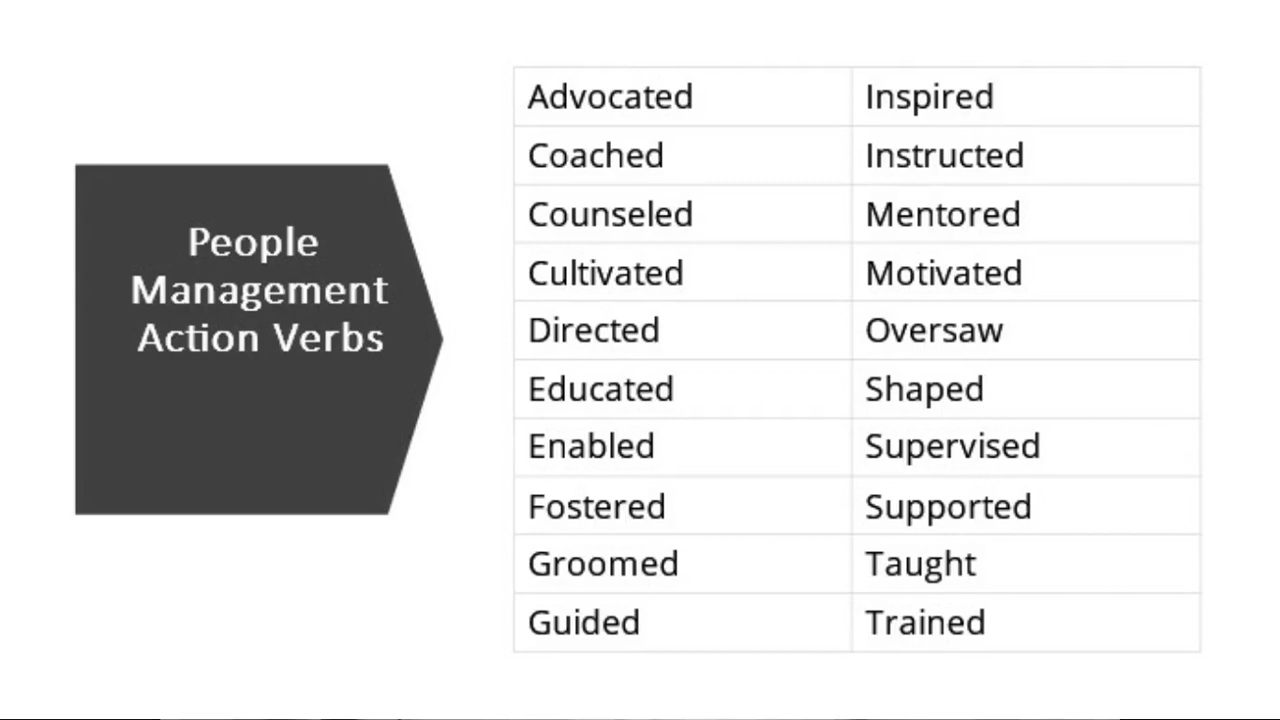 People
Management
Action Verbs
Advocated Inspired
Coached Instructed
Counseled Mentored
Cultivated Motivated
Directed Oversaw
Educated Shaped
Enabled Supervised
Fostered Supported
Groomed Taught
Guided Trained